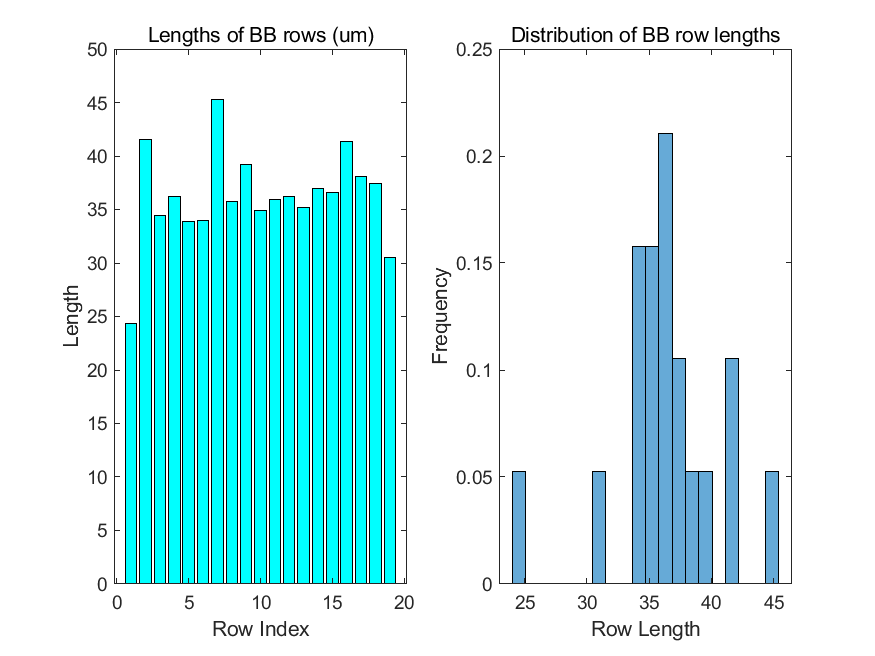 Lengths of BB rows (um)
50
45
40
35
30
25
20
15
10
5
0
Length
0 5 10 15 20
Row Index
Distribution of BB row lengths
0.25
0.2
0.15
0.1
0.05
0
Frequency
25 30 35 40 45
Row Length